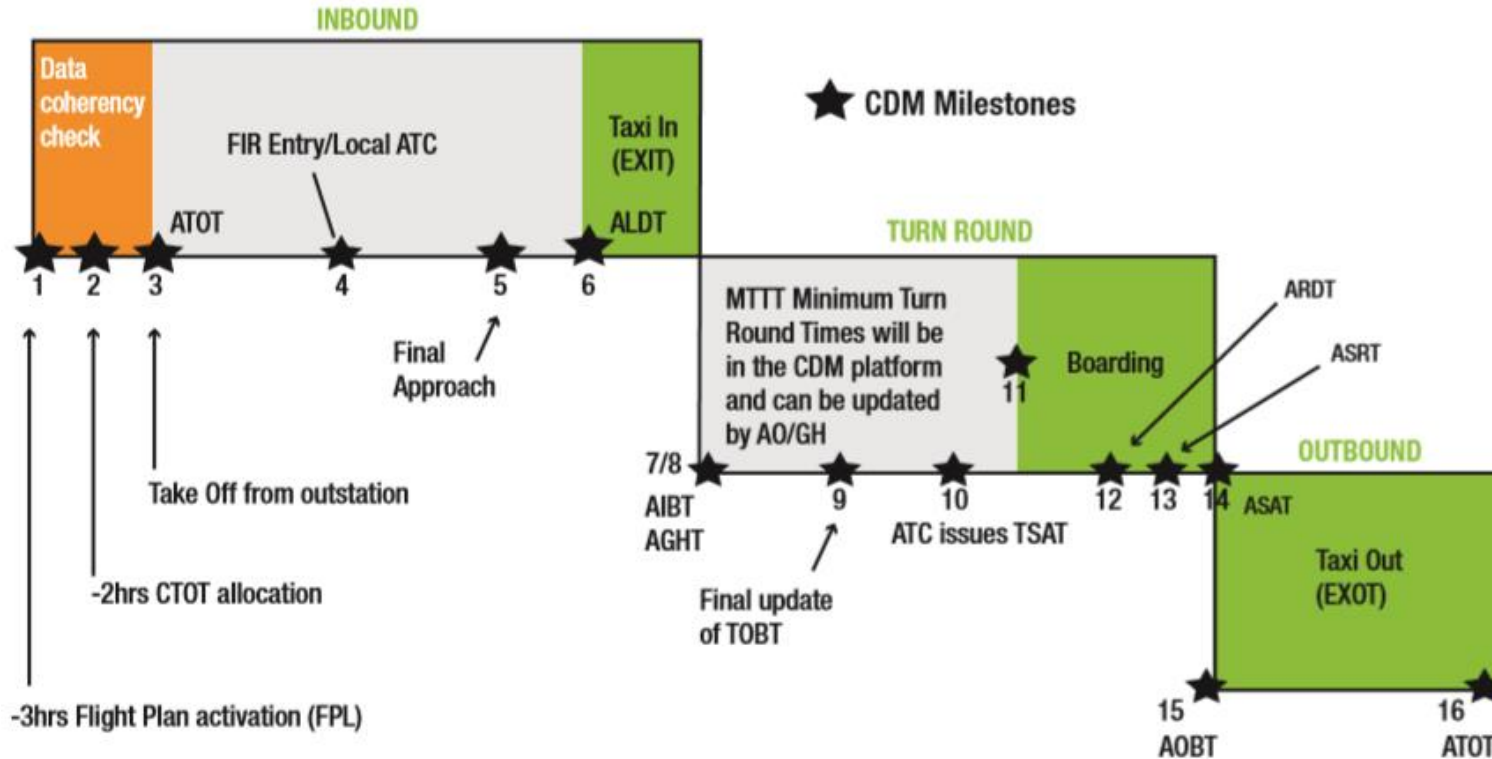 INBOUND
Data
coherency
check
FIR Entry/Local ATC
Taxi In
(EXIT)
CDM Milestones
ATOT
ALDT
1
2
3
4
5
6
Final
Approach
Take Off from outstation
-2hrs CTOT allocation
-3hrs Flight Plan activation (FPL)
TURN ROUND
MTTT Minimum Turn
Round Times will be
in the CDM platform
and can be updated
by AO/GH
11
Boarding
ARDT
ASRT
7/8
AIBT
AGHT
9
10
12
13
14
ATC issues TSAT
Final update
of TOBT
OUTBOUND
ASAT
Taxi Out
(EXOT)
15
AOBT
16
ATOT